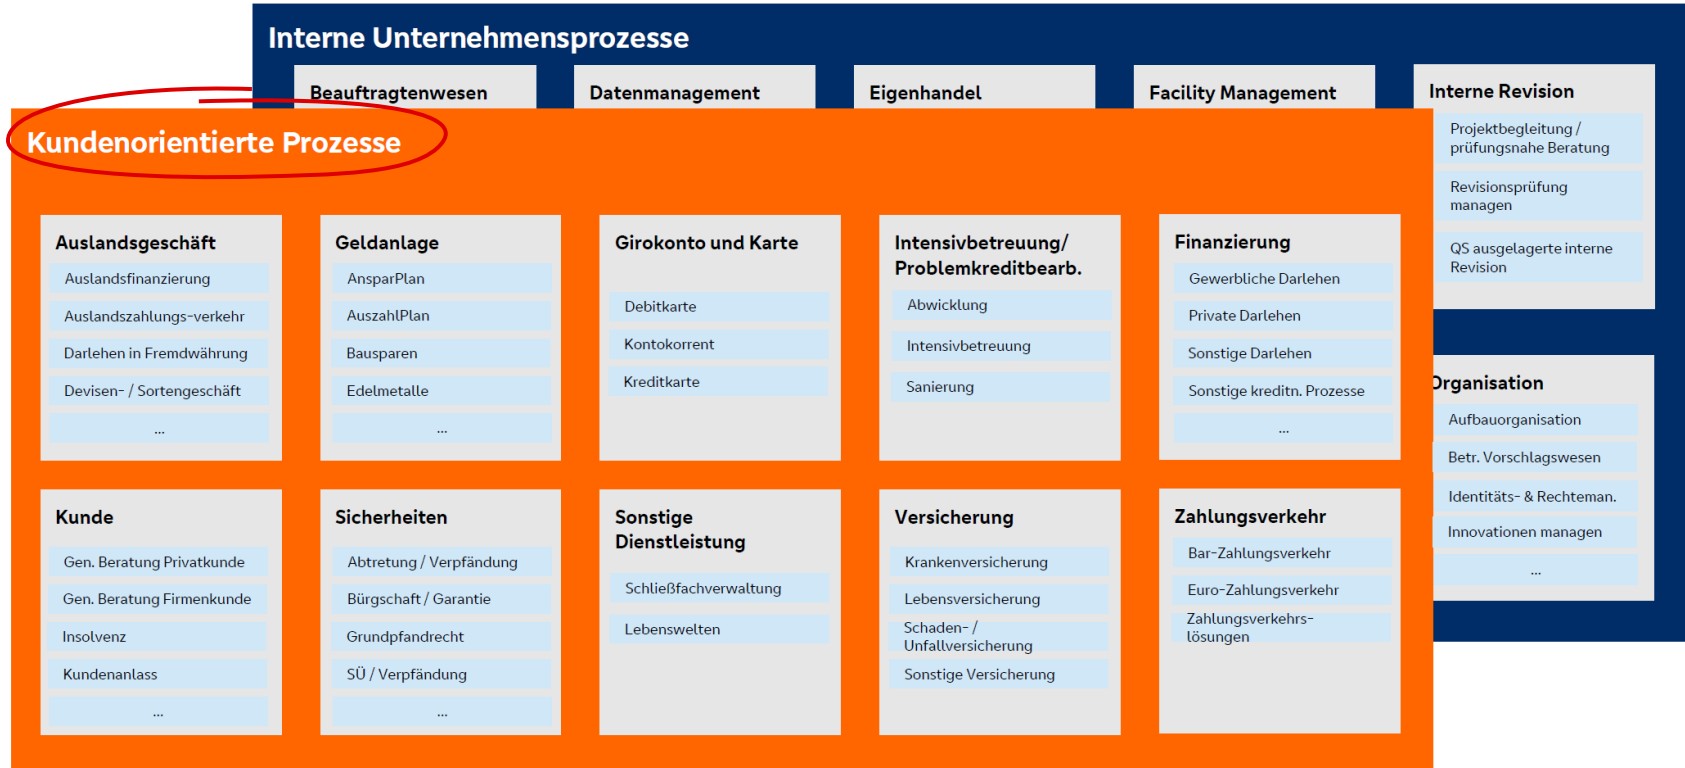 Interne Unternehmensprozesse
Beauftragtenwesen
Datenmanagement
Eigenhandel
Facility Management
Interne Revision
Projektbegleitung /
prüfungsnahe Beratung
Revisionsprüfung
managen
QS ausgelagerte interne
Revision
Organisation
Aufbauorganisation
Betr. Vorschlagswesen
Identitäts- & Rechteman.
Innovationen managen
...
Kundenorientierte Prozesse
Auslandsgeschäft
Auslandsfinanzierung
Auslandszahlungs-verkehr
Darlehen in Fremdwährung
Devisen- / Sortengeschäft
...
Geldanlage
AnsparPlan
AuszahlPlan
Bausparen
Edelmetalle
...
Girokonto und Karte
Debitkarte
Kontokorrent
Kreditkarte
Intensivbetreuung/
Problemkreditbearb.
Abwicklung
Intensivbetreuung
Sanierung
Finanzierung
Gewerbliche Darlehen
Private Darlehen
Sonstige Darlehen
Sonstige kreditn. Prozesse
...
Kunde
Gen. Beratung Privatkunde
Gen. Beratung Firmenkunde
Insolvenz
Kundenanlass
...
Sicherheiten
Abtretung / Verpfändung
Bürgschaft / Garantie
Grundpfandrecht
SÜ / Verpfändung
...
Sonstige
Dienstleistung
Schließfachverwaltung
Lebenswelten
Versicherung
Krankenversicherung
Lebensversicherung
Schaden- /
Unfallversicherung
Sonstige Versicherung
Zahlungsverkehr
Bar-Zahlungsverkehr
Euro-Zahlungsverkehr
Zahlungsverkehrs-
lösungen